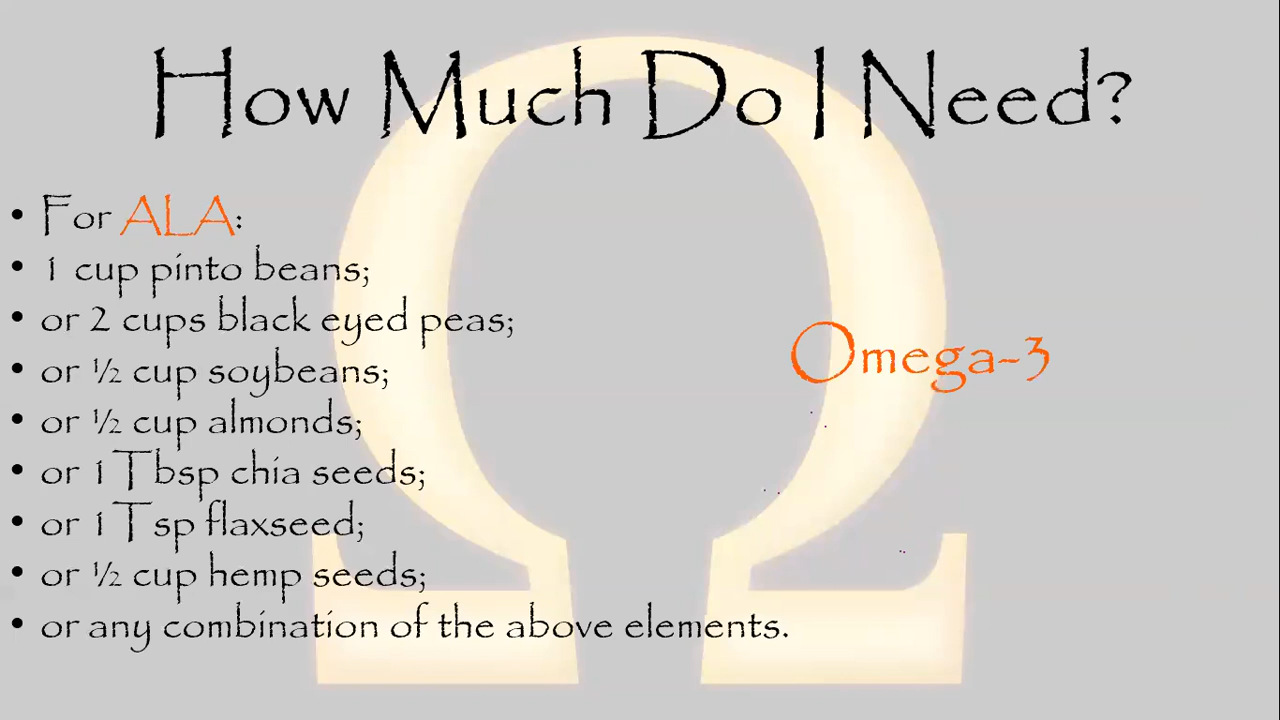 How Much Do I Need?
• For ALA:
• 1 cup pinto beans;
• or 2 cups black eyed peas;
• or ½ cup soybeans;
• or ½ cup almonds;
• or 1 Tbsp chia seeds;
• or 1 Tsp flaxseed;
• or ½ cup hemp seeds;
• or any combination of the above elements.
Omega-3